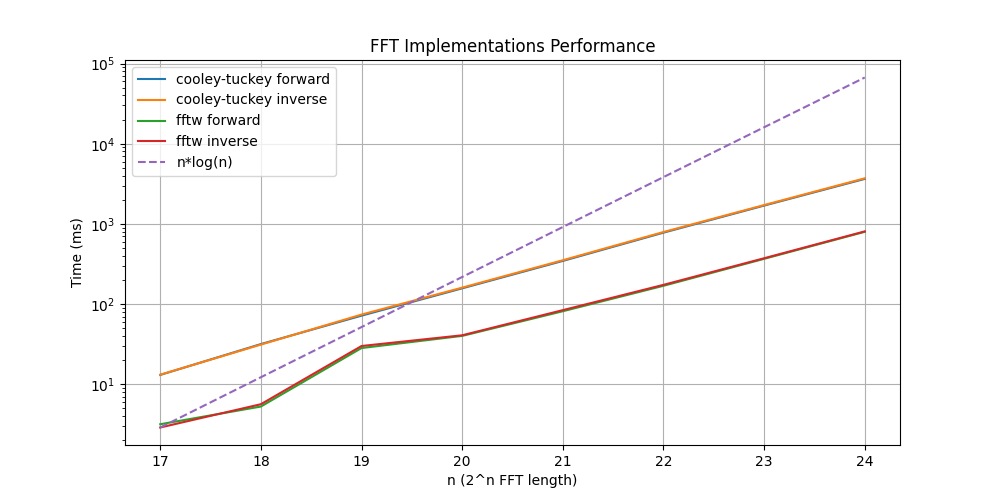 FFT Implementations Performance
Time (ms)
10^5
10^4
10^3
10^2
10^1
cooley-tuckey forward
cooley-tuckey inverse
fftw forward
fftw inverse
n*log(n)
17 18 19 20 21 22 23 24
n (2^n FFT length)